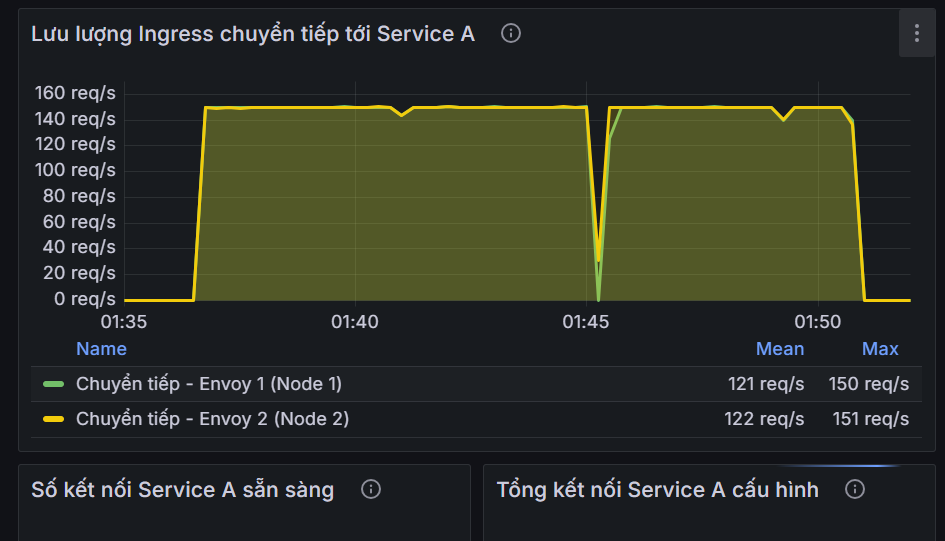 Lưu lượng Ingress chuyển tiếp tới Service A
160 req/s
140 req/s
120 req/s
100 req/s
80 req/s
60 req/s
40 req/s
20 req/s
0 req/s
01:35 01:40 01:45 01:50
Name Mean Max
Chuyển tiếp - Envoy 1 (Node 1) 121 req/s 150 req/s
Chuyển tiếp - Envoy 2 (Node 2) 122 req/s 151 req/s
Số kết nối Service A sẵn sàng
Tổng kết nối Service A cấu hình